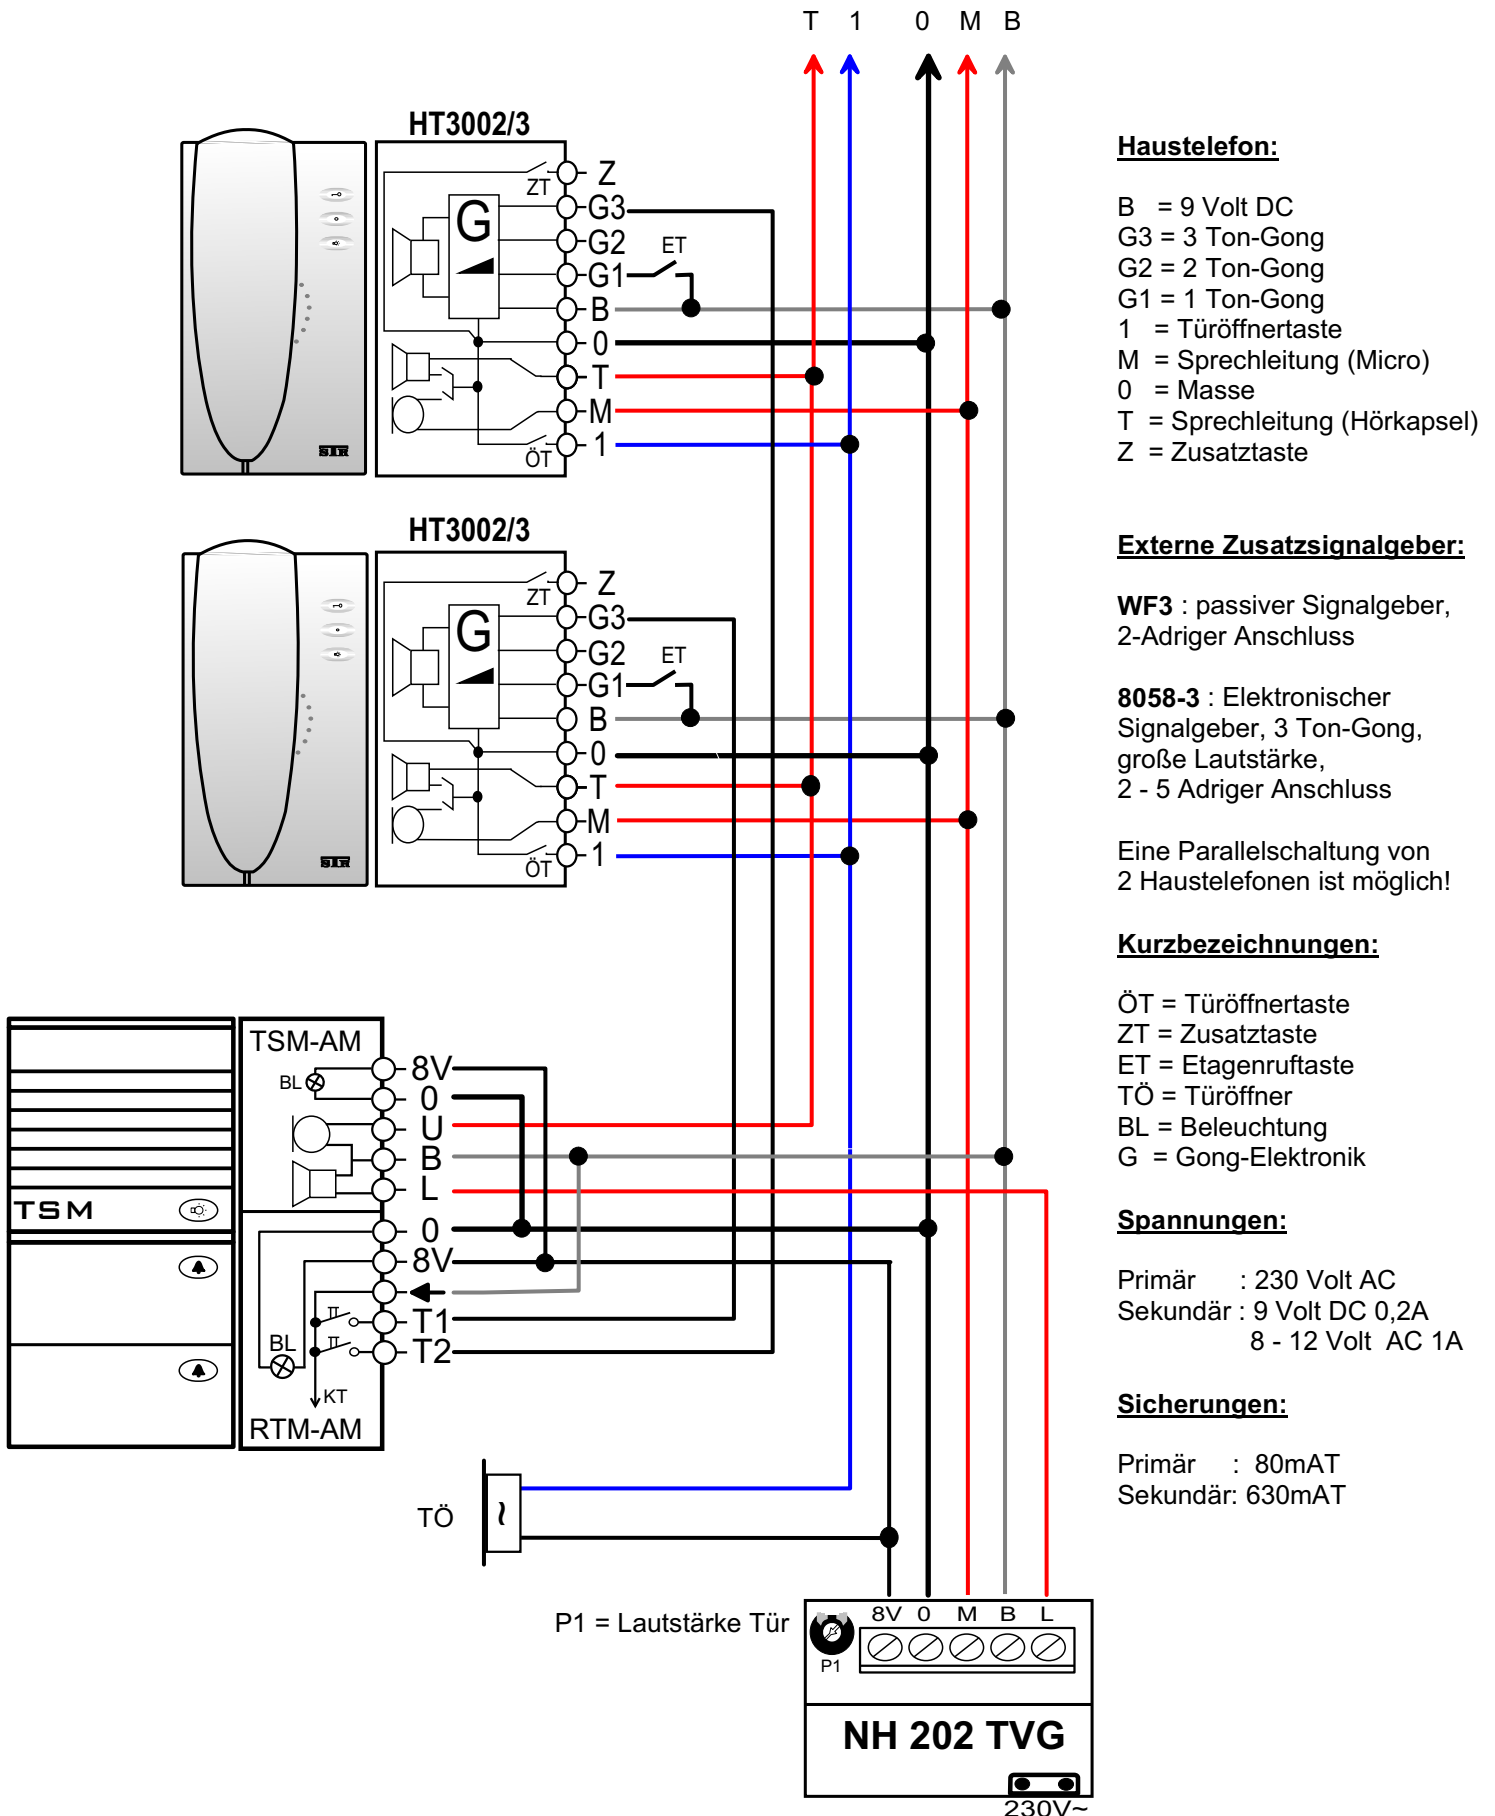 T 1 0 M B
HT3002/3
Z
ZT
G3
G
G2
ET
G1
B
0
T
M
1
ÖT
STR
HT3002/3
Z
ZT
G3
G
G2
ET
G1
B
0
T
M
1
ÖT
STR
TSM-AM
8V
BL
0
U
B
L
TSM
0
8V
T1
BL
T2
KT
RTM-AM
TÖ
~
P1 = Lautstärke Tür
8V 0 M B L
P1
NH 202 TVG
230V~
Haustelefon:
B = 9 Volt DC
G3 = 3 Ton-Gong
G2 = 2 Ton-Gong
G1 = 1 Ton-Gong
1 = Türöffnertaste
M = Sprechleitung (Micro)
0 = Masse
T = Sprechleitung (Hörkapsel)
Z = Zusatztaste
Externe Zusatzsignalgeber:
WF3 : passiver Signalgeber,
2-Adriger Anschluss
8058-3 : Elektronischer
Signalgeber, 3 Ton-Gong,
große Lautstärke,
2 - 5 Adriger Anschluss
Eine Parallelschaltung von
2 Haustelefonen ist möglich!
Kurzbezeichnungen:
ÖT = Türöffnertaste
ZT = Zusatztaste
ET = Etagenruftaste
TÖ = Türöffner
BL = Beleuchtung
G = Gong-Elektronik
Spannungen:
Primär : 230 Volt AC
Sekundär : 9 Volt DC 0,2A
8 - 12 Volt AC 1A
Sicherungen:
Primär : 80mAT
Sekundär: 630mAT